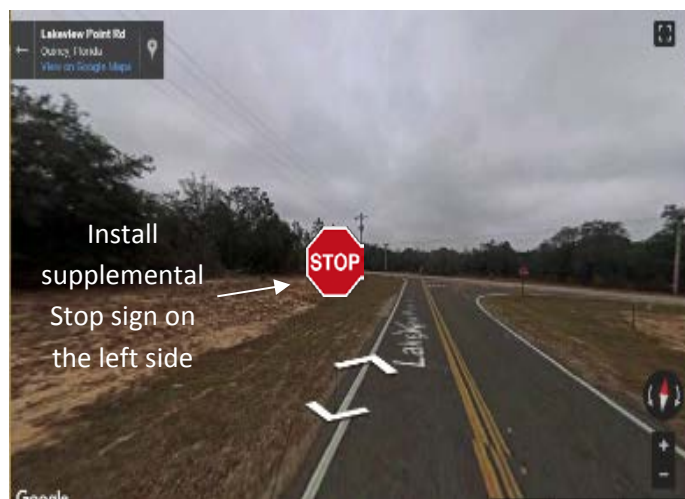 Lakeview Point Rd
Quincy, Florida
View on Google Maps
Install
supplemental
Stop sign on
the left side
STOP
Google